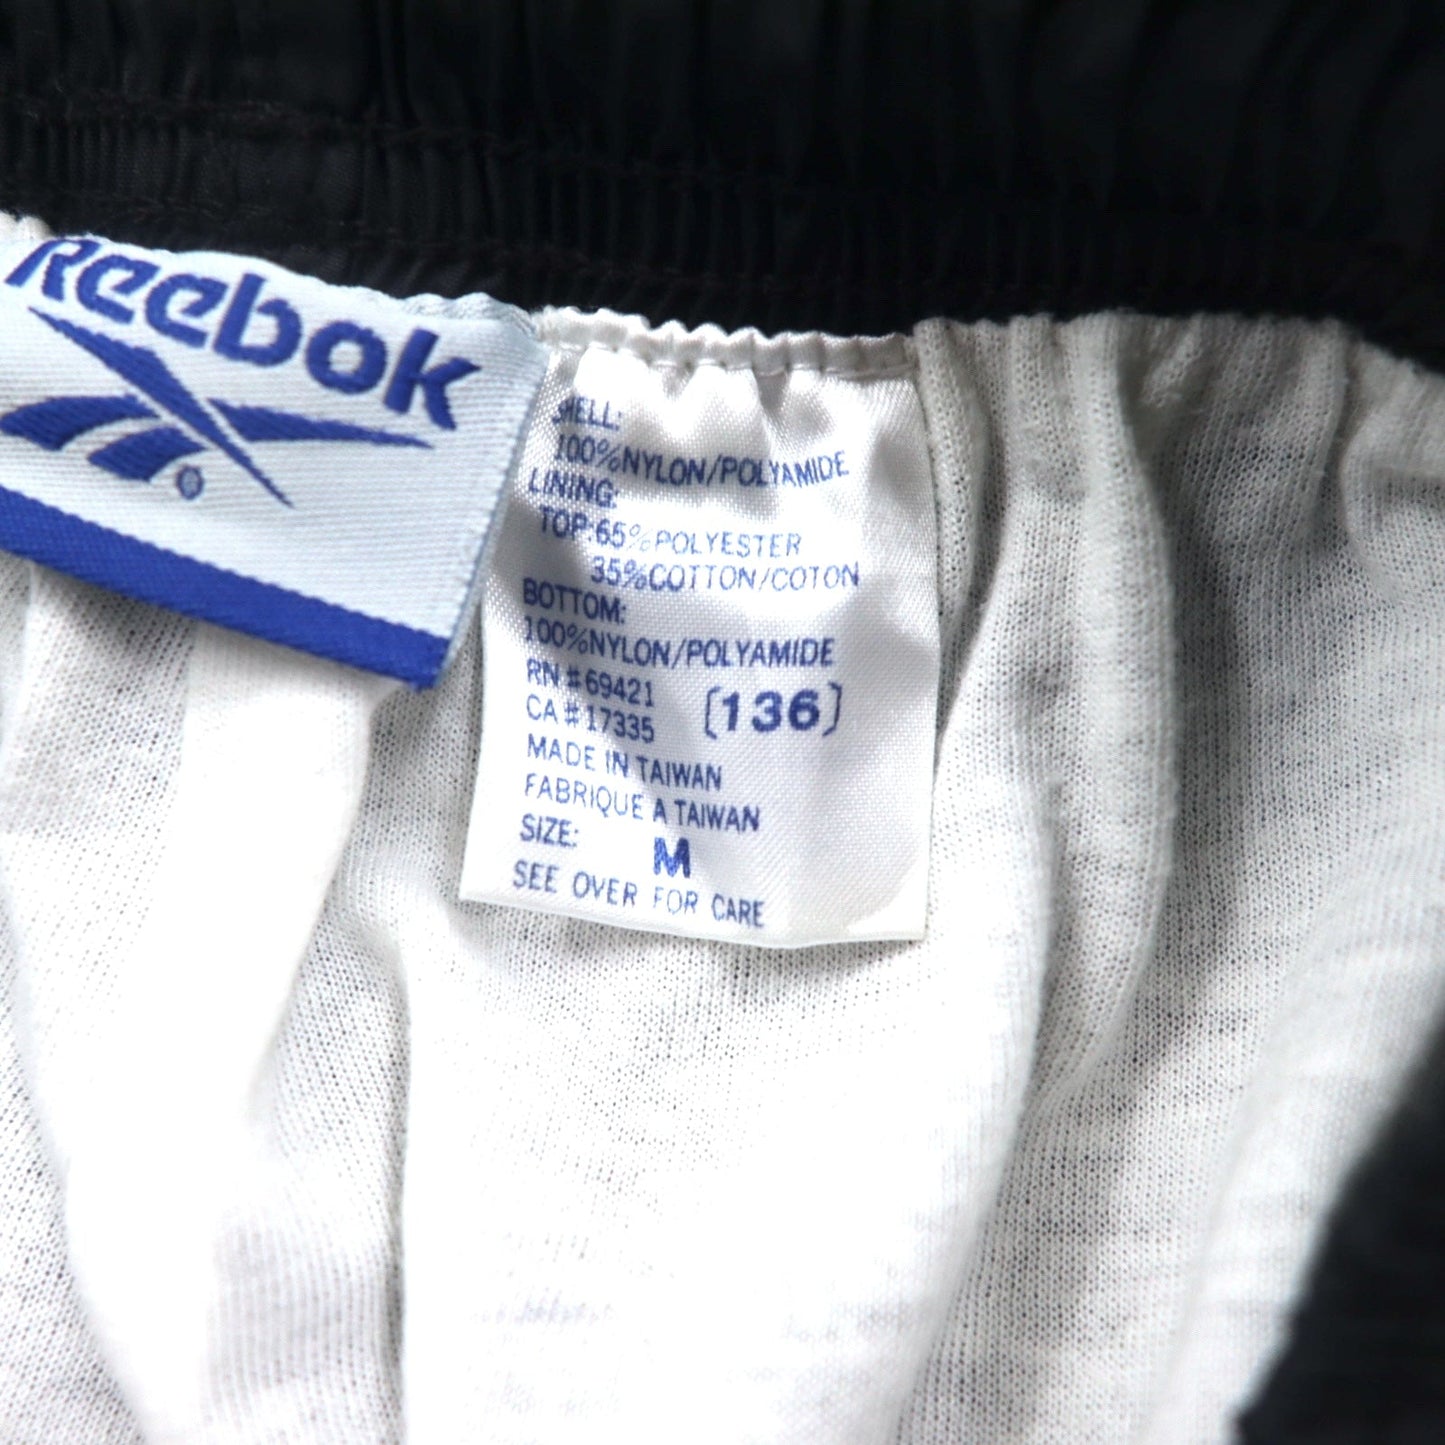 Reebok
®
SHELL:
100%NYLON/POLYAMIDE
LINING:
TOP:65%POLYESTER
35%COTTON/COTON
BOTTOM:
100%NYLON/POLYAMIDE
RN#69421
CA#17335 [136]
MADE IN TAIWAN
FABRIQUE A TAIWAN
SIZE: M
SEE OVER FOR CARE